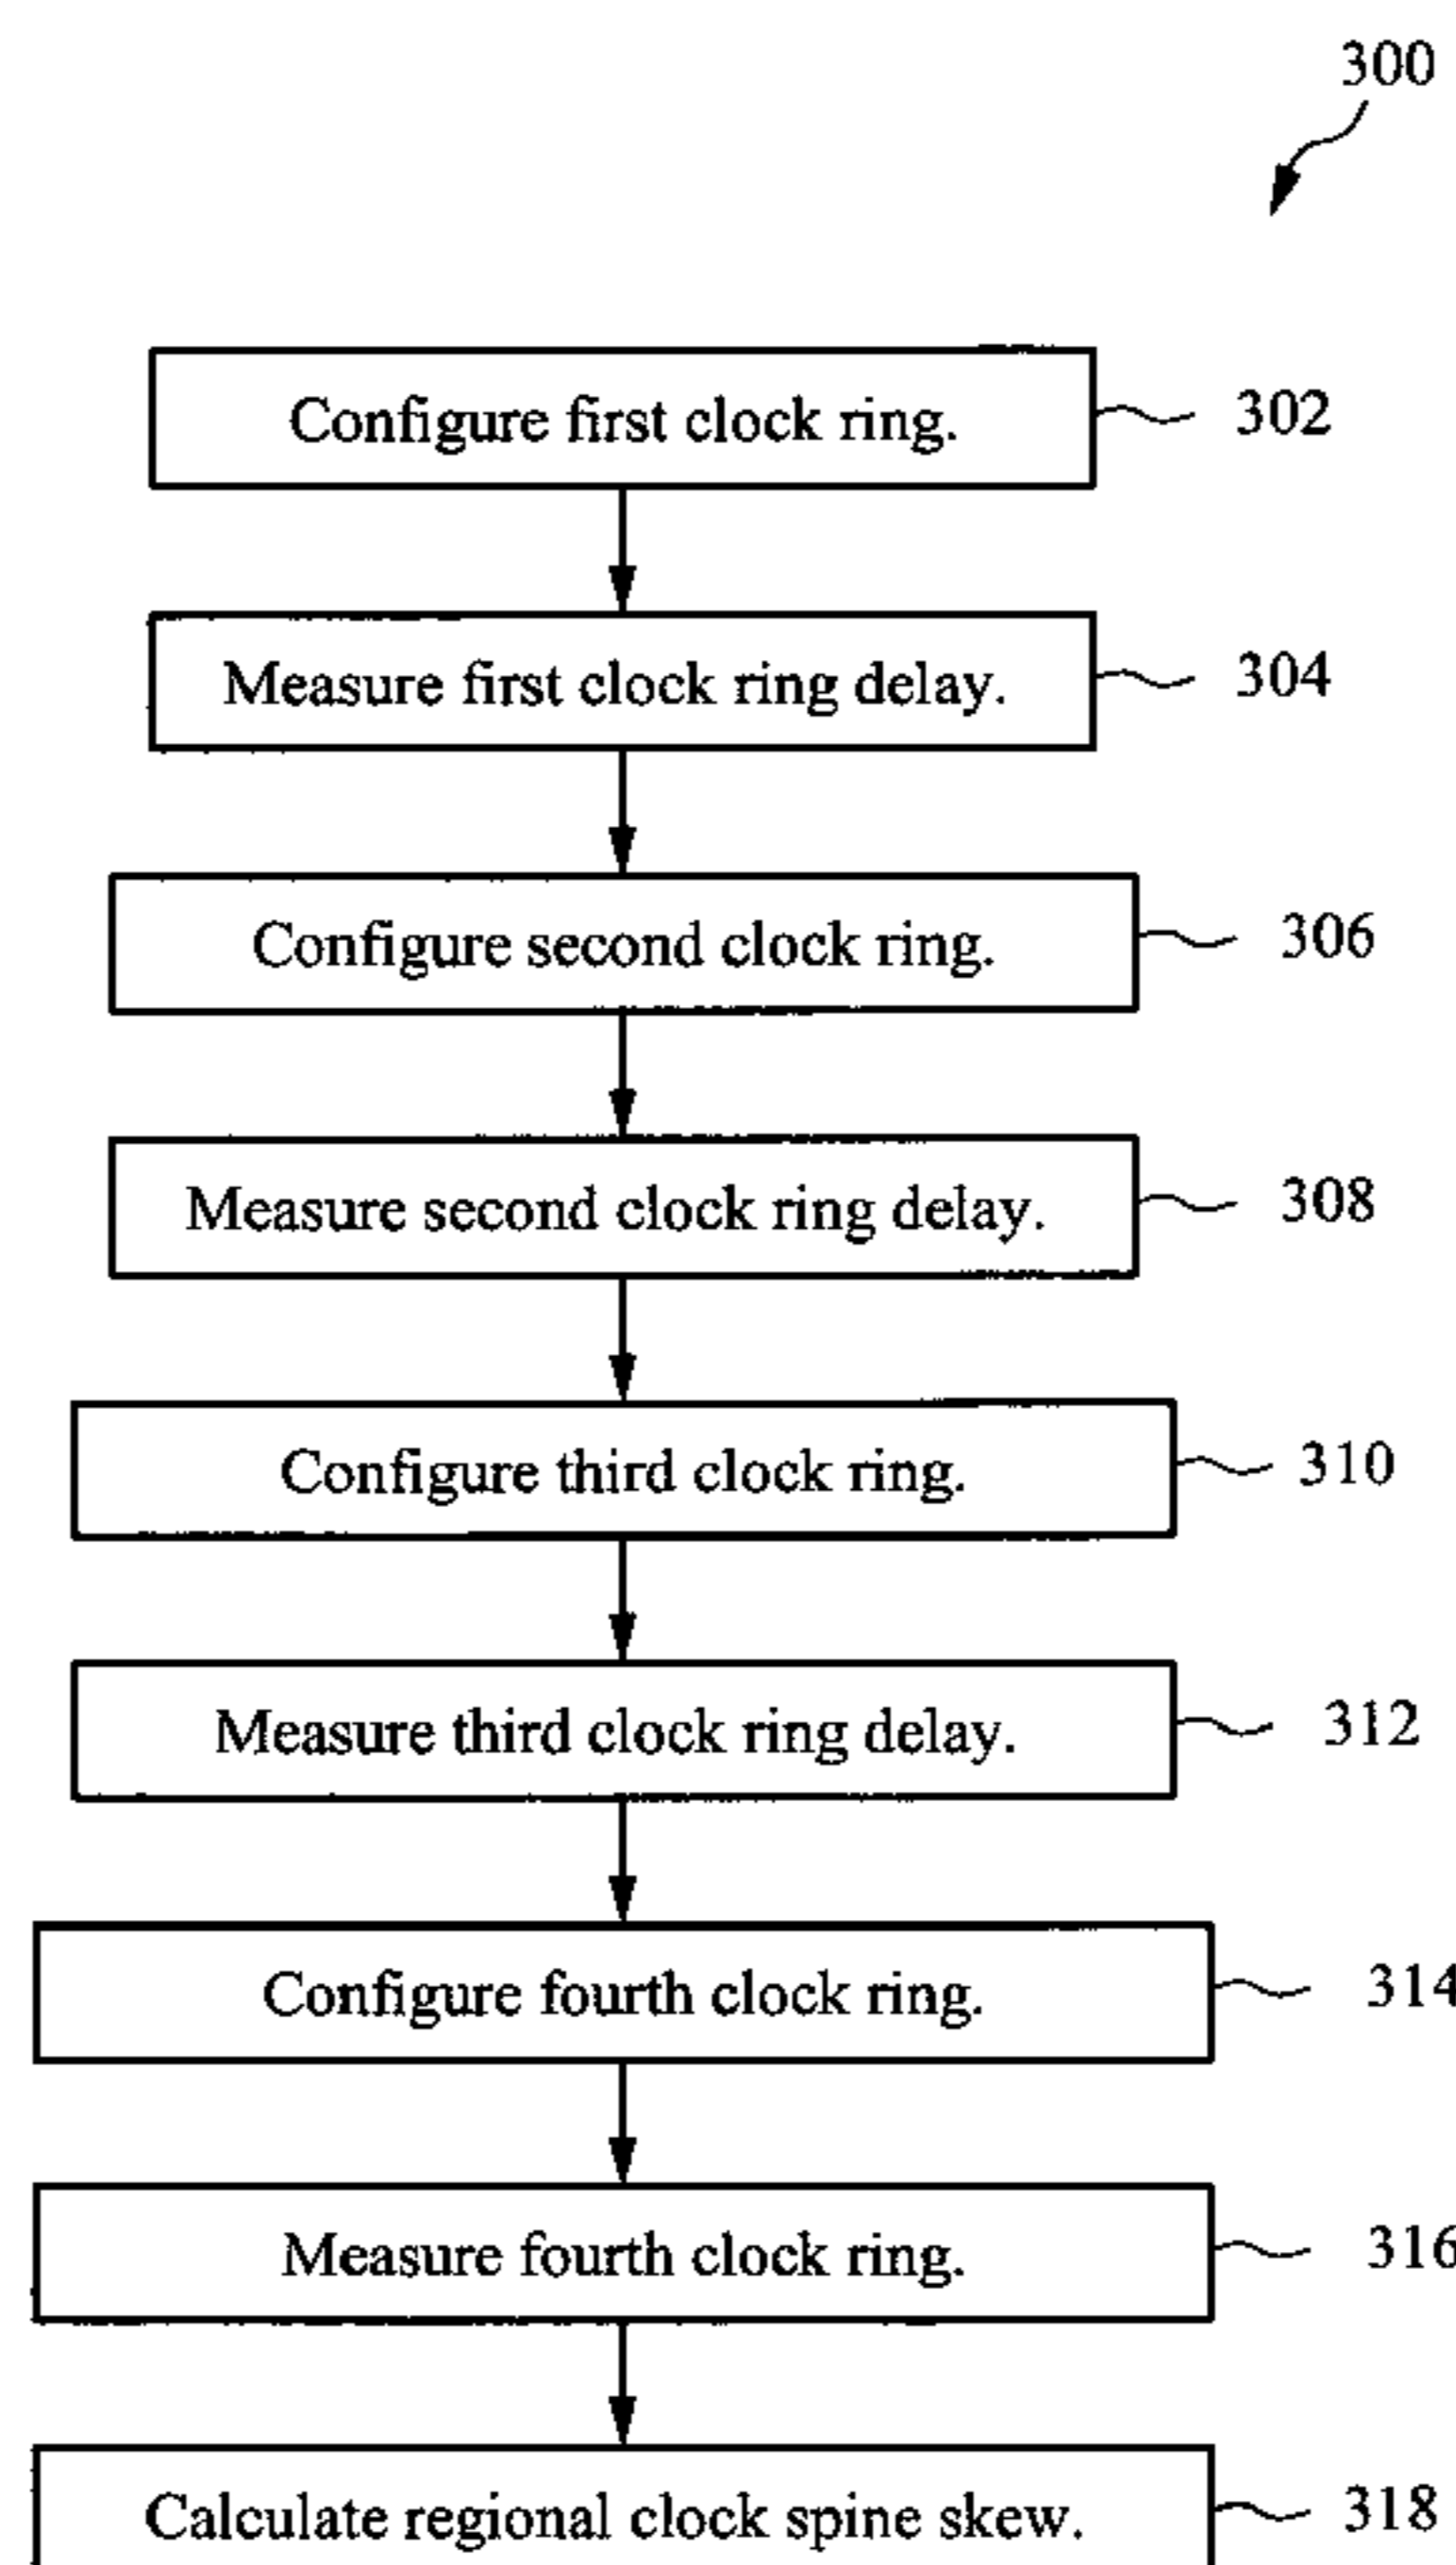 300
Configure first clock ring.
302
Measure first clock ring delay.
304
Configure second clock ring.
306
Measure second clock ring delay.
308
Configure third clock ring.
310
Measure third clock ring delay.
312
Configure fourth clock ring.
314
Measure fourth clock ring.
316
Calculate regional clock spine skew.
318